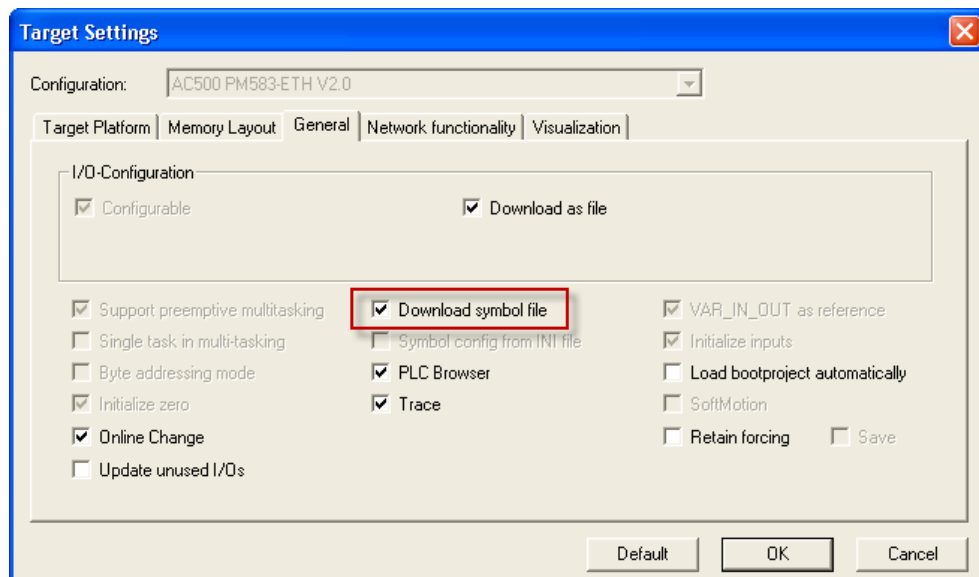 Target Settings
Configuration: AC500 PM583-ETH V2.0
Target Platform Memory Layout General Network functionality Visualization
I/O-Configuration
Configurable Download as file
Support preemptive multitasking Download symbol file VAR_IN_OUT as reference
Single task in multi-tasking Symbol config from INI file Initialize inputs
Byte addressing mode PLC Browser Load bootproject automatically
Initialize zero Trace SoftMotion
Online Change Retain forcing Save
Update unused I/Os
Default OK Cancel